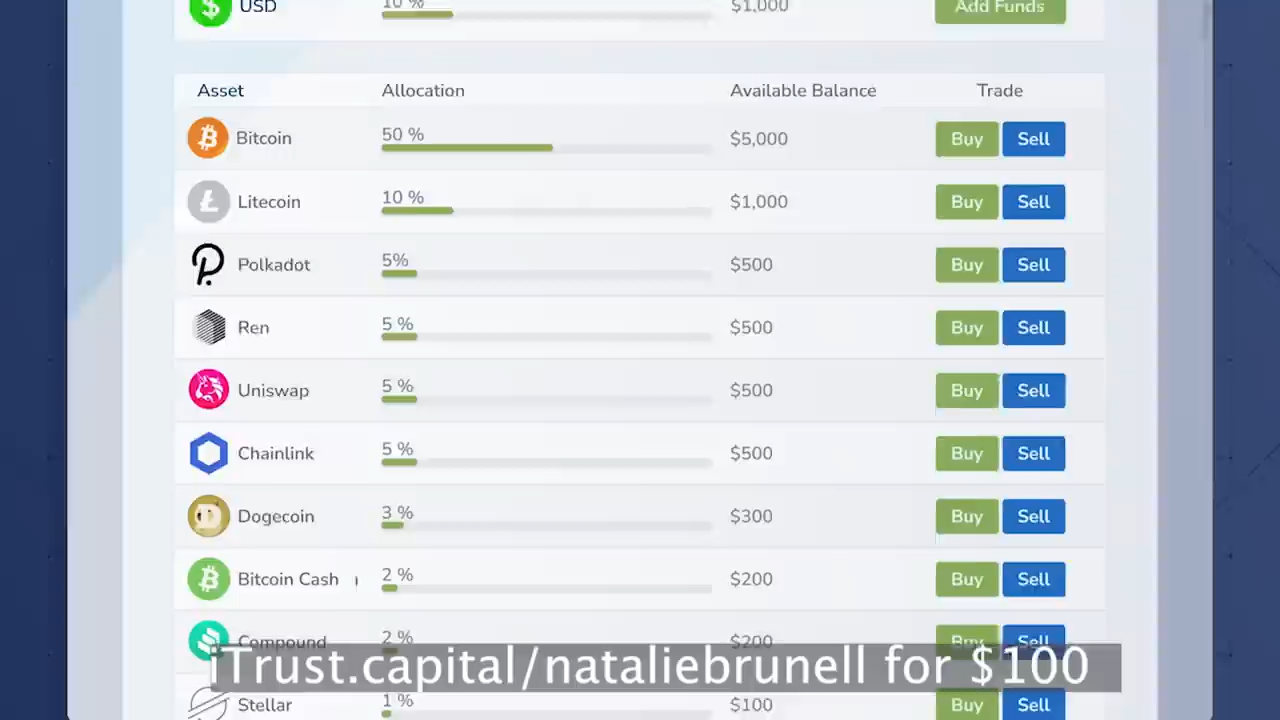 USD 10 % $1,000 Add Funds
Asset Allocation Available Balance Trade
Bitcoin 50 % $5,000 Buy Sell
Litecoin 10 % $1,000 Buy Sell
Polkadot 5% $500 Buy Sell
Ren 5 % $500 Buy Sell
Uniswap 5 % $500 Buy Sell
Chainlink 5 % $500 Buy Sell
Dogecoin 3 % $300 Buy Sell
Bitcoin Cash 2 % $200 Buy Sell
Compound 2 % $200 Buy Sell
iTrust.capital/nataliebrunell for $100
Stellar 1 % $100 Buy Sell